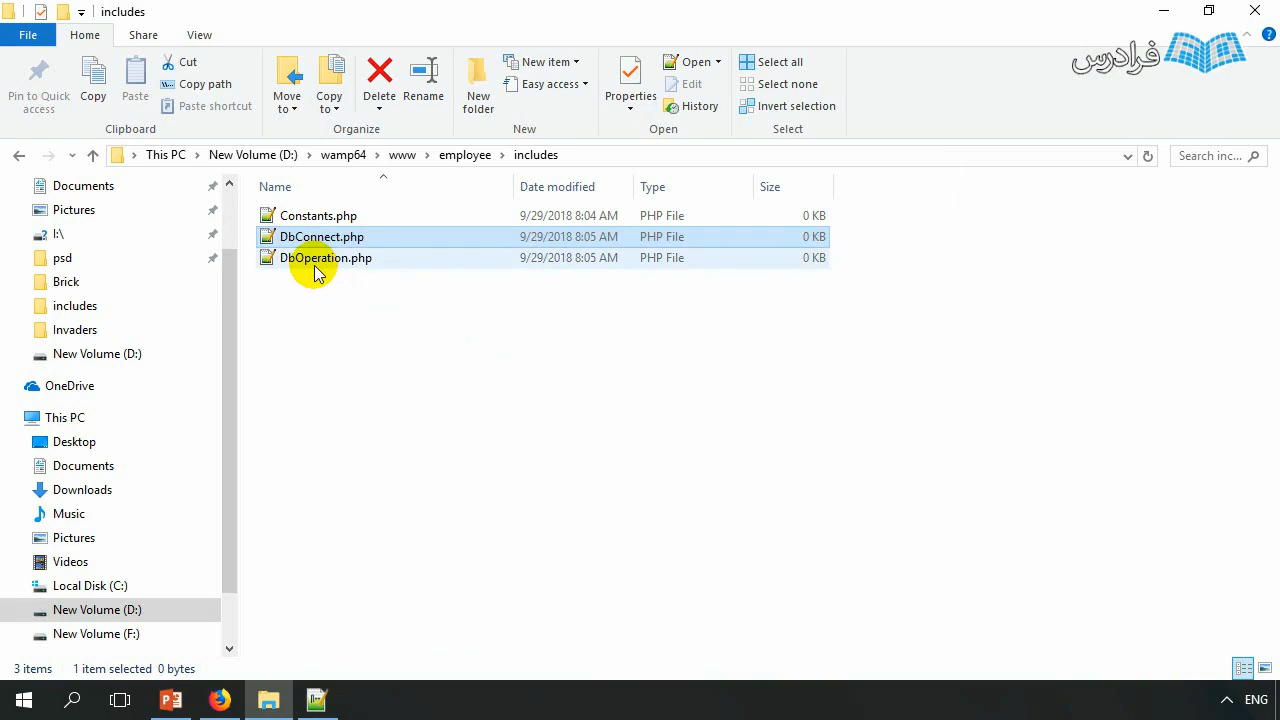 includes
File
Home
Share
View
فرادرس
Pin to Quick access
Copy
Paste
Cut
Copy path
Paste shortcut
Move to
Copy to
Delete
Rename
New folder
New item
Easy access
Properties
Open
Edit
History
Select all
Select none
Invert selection
Clipboard
Organize
New
Open
Select
This PC
New Volume (D:)
wamp64
www
employee
includes
Search inc...
Name
Date modified
Type
Size
Constants.php 9/29/2018 8:04 AM PHP File 0 KB
DbConnect.php 9/29/2018 8:05 AM PHP File 0 KB
DbOperation.php 9/29/2018 8:05 AM PHP File 0 KB
Documents
Pictures
I:\
psd
Brick
includes
Invaders
New Volume (D:)
OneDrive
This PC
Desktop
Documents
Downloads
Music
Pictures
Videos
Local Disk (C:)
New Volume (D:)
New Volume (F:)
3 items 1 item selected 0 bytes
ENG